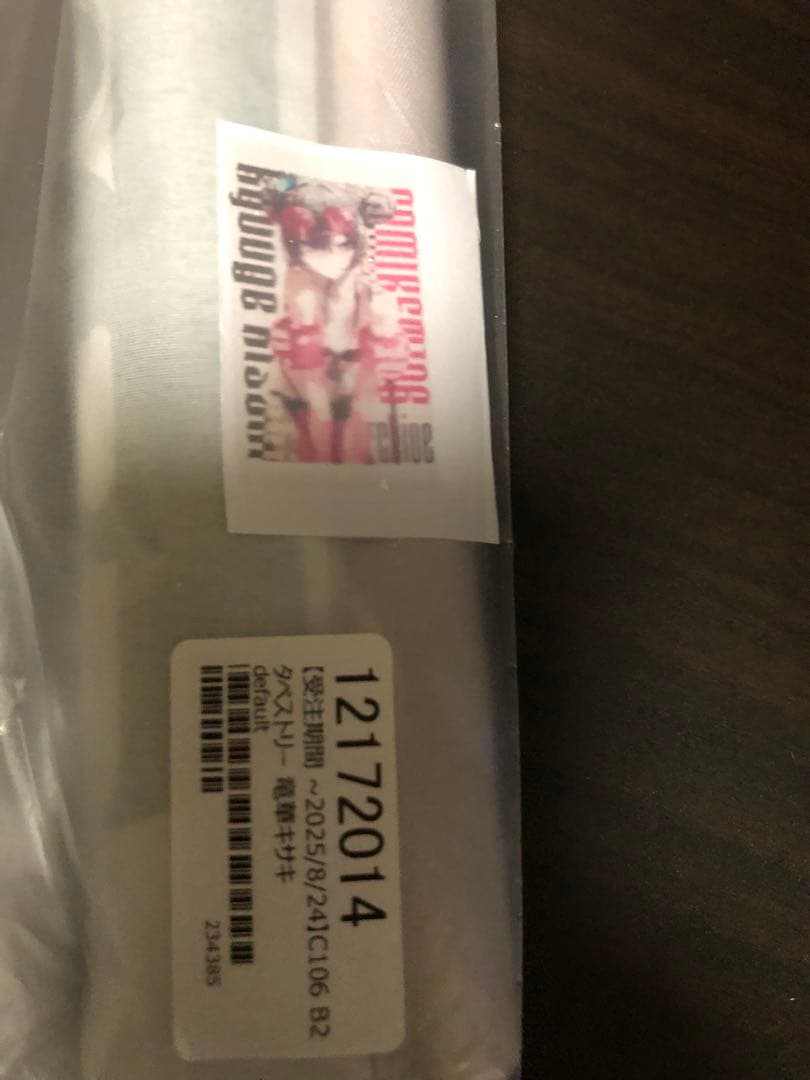 comiket106
12172014
【受注期間 ~2025/8/24】C106 B2
タペストリー 竜華キサキ
default
234385